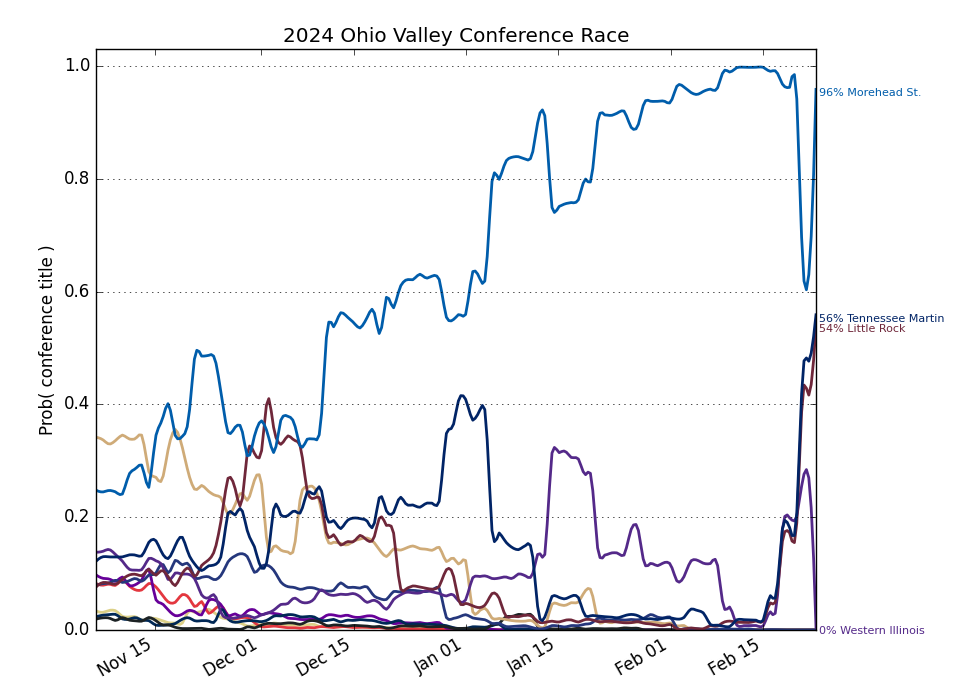 2024 Ohio Valley Conference Race
1.0
0.8
0.6
0.4
0.2
0.0
Prob( conference title )
96% Morehead St.
56% Tennessee Martin
54% Little Rock
0% Western Illinois
Nov 15
Dec 01
Dec 15
Jan 01
Jan 15
Feb 01
Feb 15